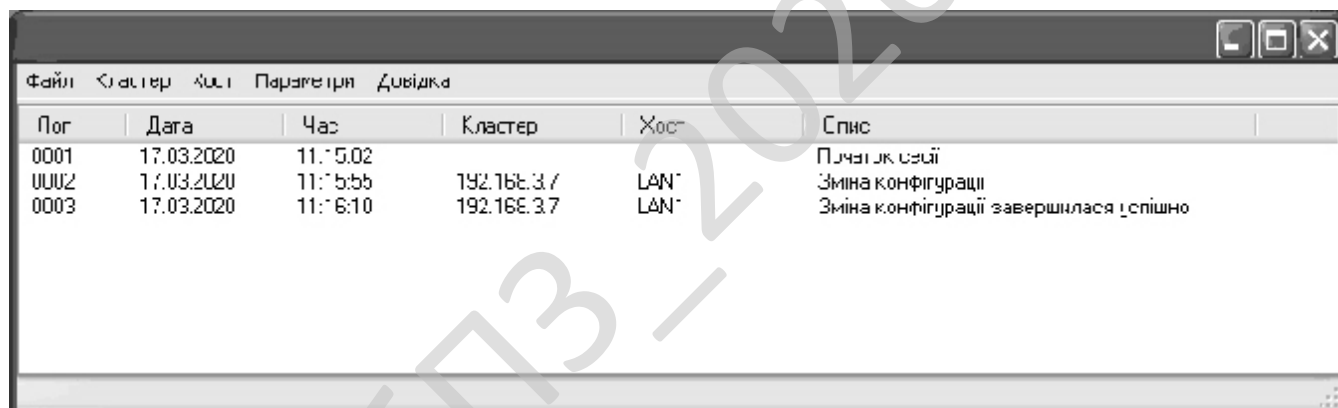 Файл Кластер Хост Параметри Довідка
Лог Дата Час Кластер Хост Спис
0001 17.03.2020 11:15:02 Початок сесії
0002 17.03.2020 11:15:55 192.168.3.7 LAN1 Зміна конфігурації
0003 17.03.2020 11:16:10 192.168.3.7 LAN1 Зміна конфігурації завершилася успішно